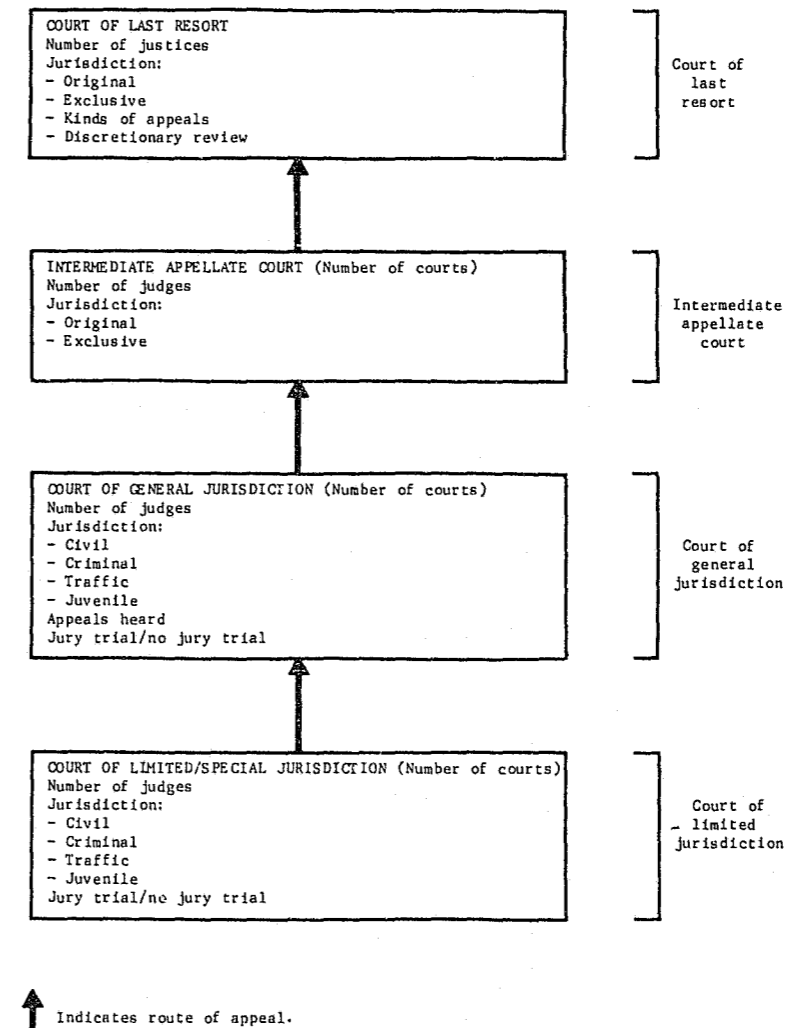 COURT OF LAST RESORT
Number of justices
Jurisdiction:
- Original
- Exclusive
- Kinds of appeals
- Discretionary review
Court of
last
resort
INTERMEDIATE APPELLATE COURT (Number of courts)
Number of judges
Jurisdiction:
- Original
- Exclusive
Intermediate
appellate
court
COURT OF GENERAL JURISDICTION (Number of courts)
Number of judges
Jurisdiction:
- Civil
- Criminal
- Traffic
- Juvenile
Appeals heard
Jury trial/no jury trial
Court of
general
jurisdiction
COURT OF LIMITED/SPECIAL JURISDICTION (Number of courts)
Number of judges
Jurisdiction:
- Civil
- Criminal
- Traffic
- Juvenile
Jury trial/no jury trial
Court of
limited
jurisdiction
Indicates route of appeal.